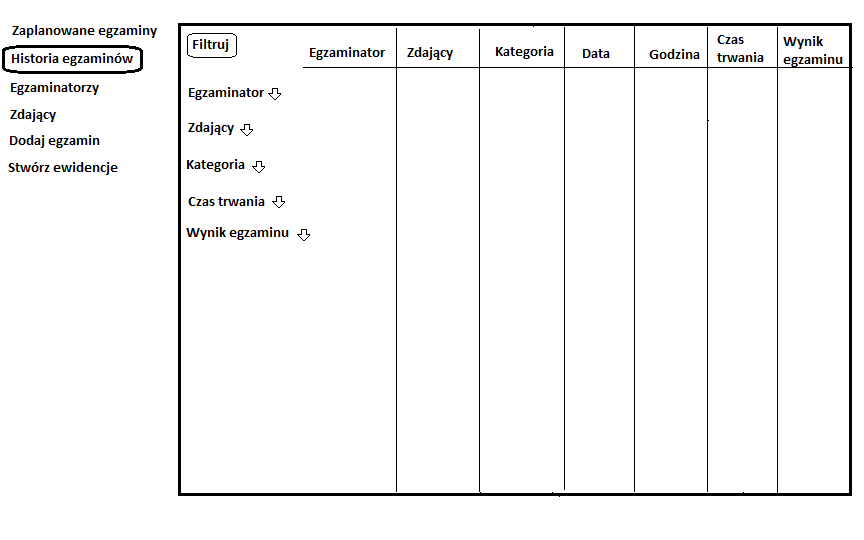 Zaplanowane egzaminy
Historia egzaminów
Egzaminatorzy
Zdający
Dodaj egzamin
Stwórz ewidencje
Filtruj
Egzaminator
Zdający
Kategoria
Czas trwania
Wynik egzaminu
Egzaminator
Zdający
Kategoria
Data
Godzina
Czas
trwania
Wynik
egzaminu